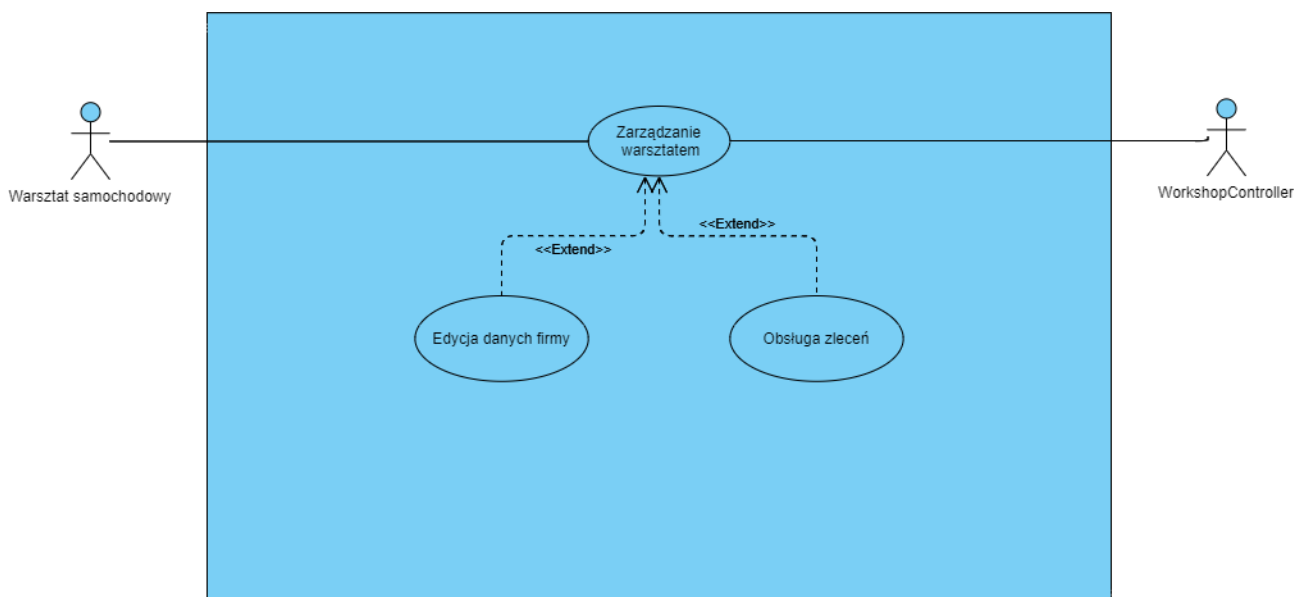 Zarządzanie
warsztatem
Warsztat samochodowy
WorkshopController
<<Extend>>
<<Extend>>
Edycja danych firmy
Obsługa zleceń